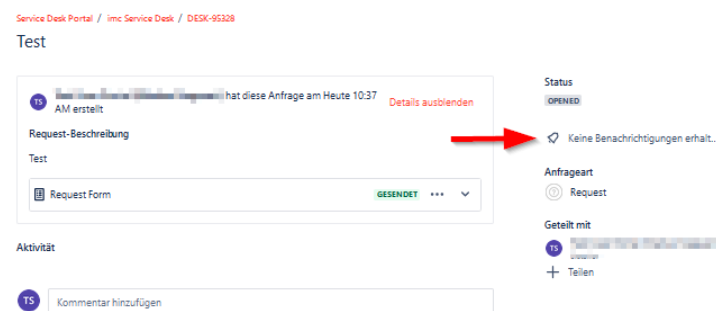 Service Desk Portal / imc Service Desk / DESK-95328
Test
TS hat diese Anfrage am Heute 10:37
AM erstellt
Details ausblenden
Request-Beschreibung
Test
Request Form GESENDET ••• 
Aktivität
TS Kommentar hinzufügen
Status
OPENED
Keine Benachrichtigungen erhalt...
Anfrageart
Request
Geteilt mit
TS
Teilen